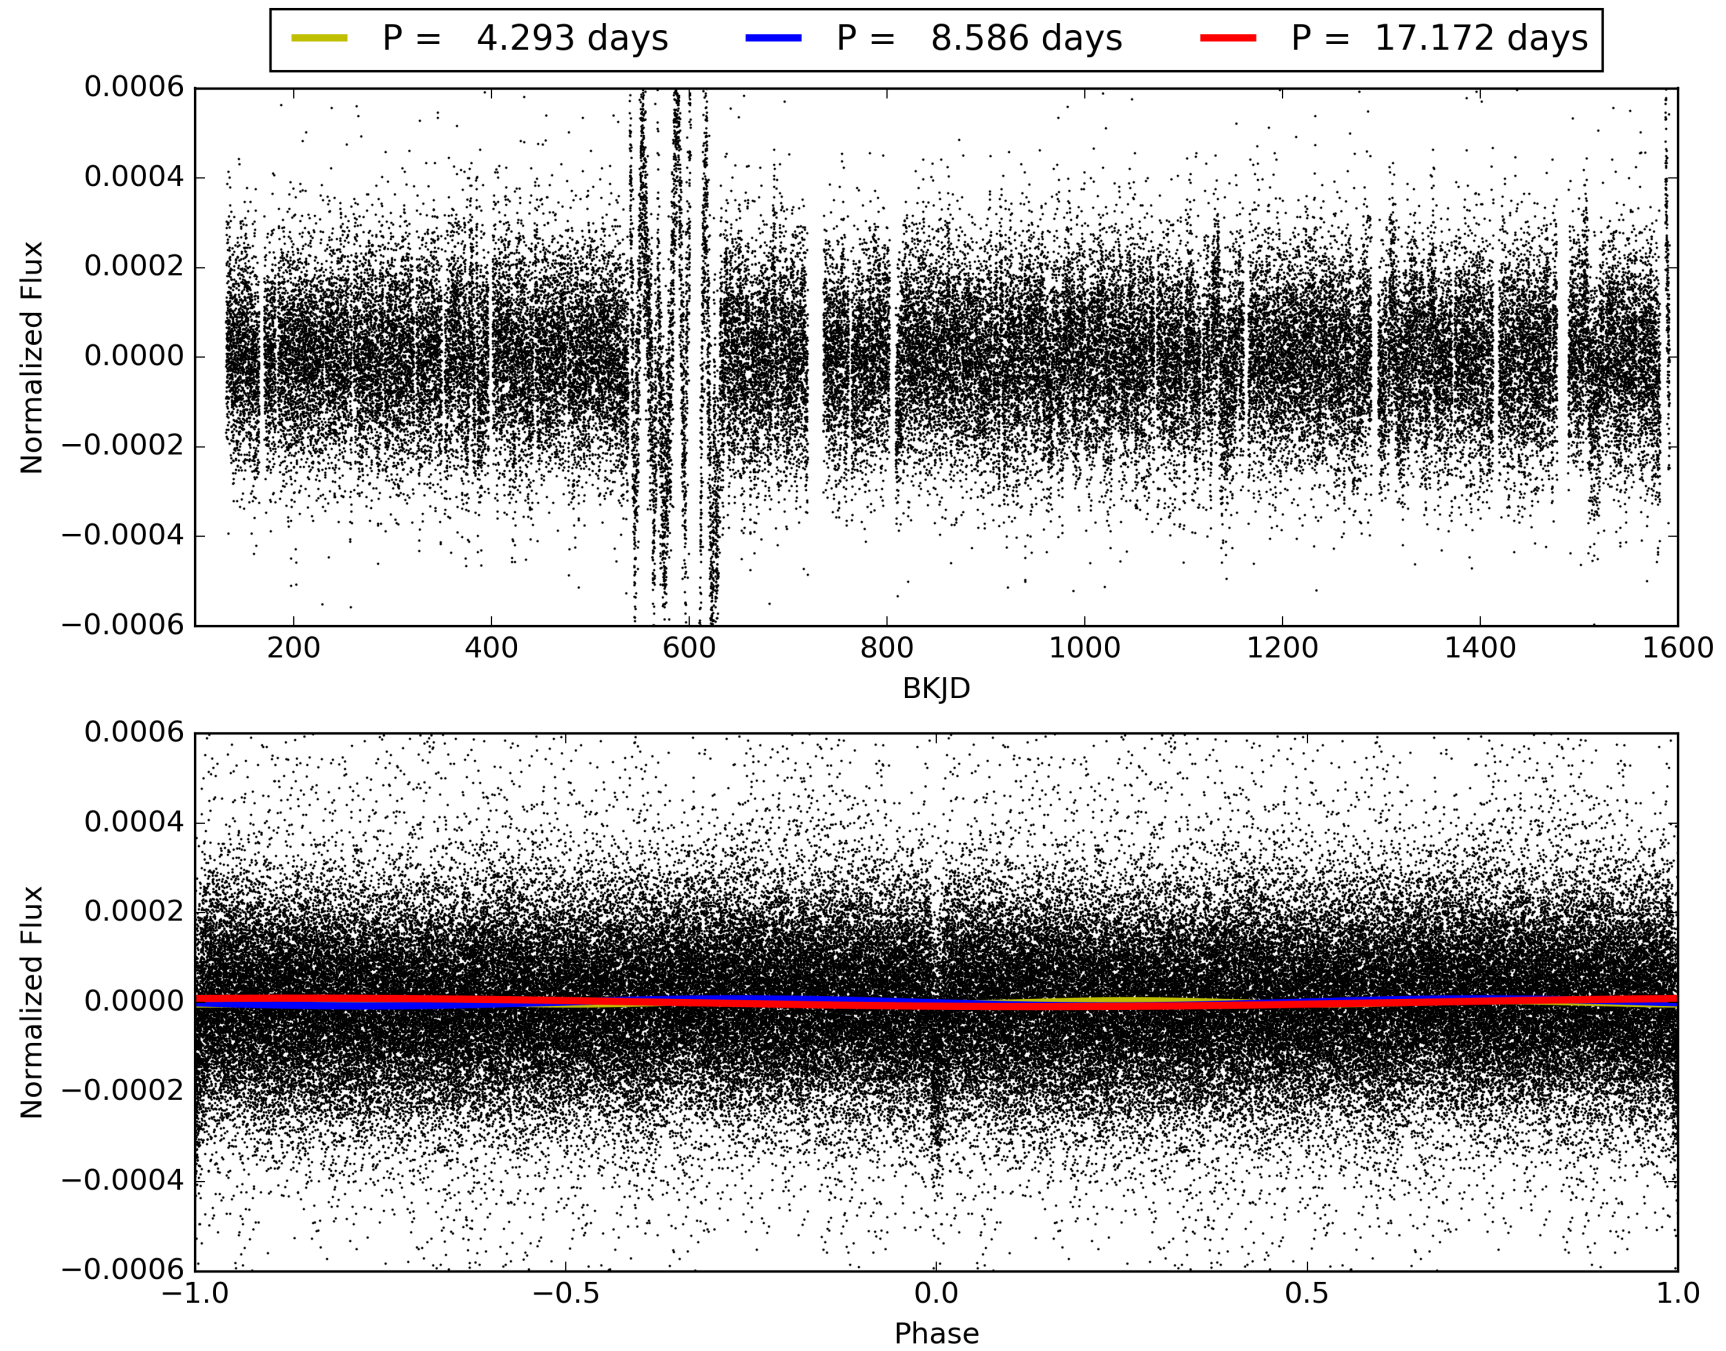 P = 4.293 days P = 8.586 days P = 17.172 days
0.0006
0.0004
0.0002
0.0000
−0.0002
−0.0004
−0.0006
Normalized Flux
200 400 600 800 1000 1200 1400 1600
BKJD
0.0006
0.0004
0.0002
0.0000
−0.0002
−0.0004
−0.0006
Normalized Flux
−1.0 −0.5 0.0 0.5 1.0
Phase